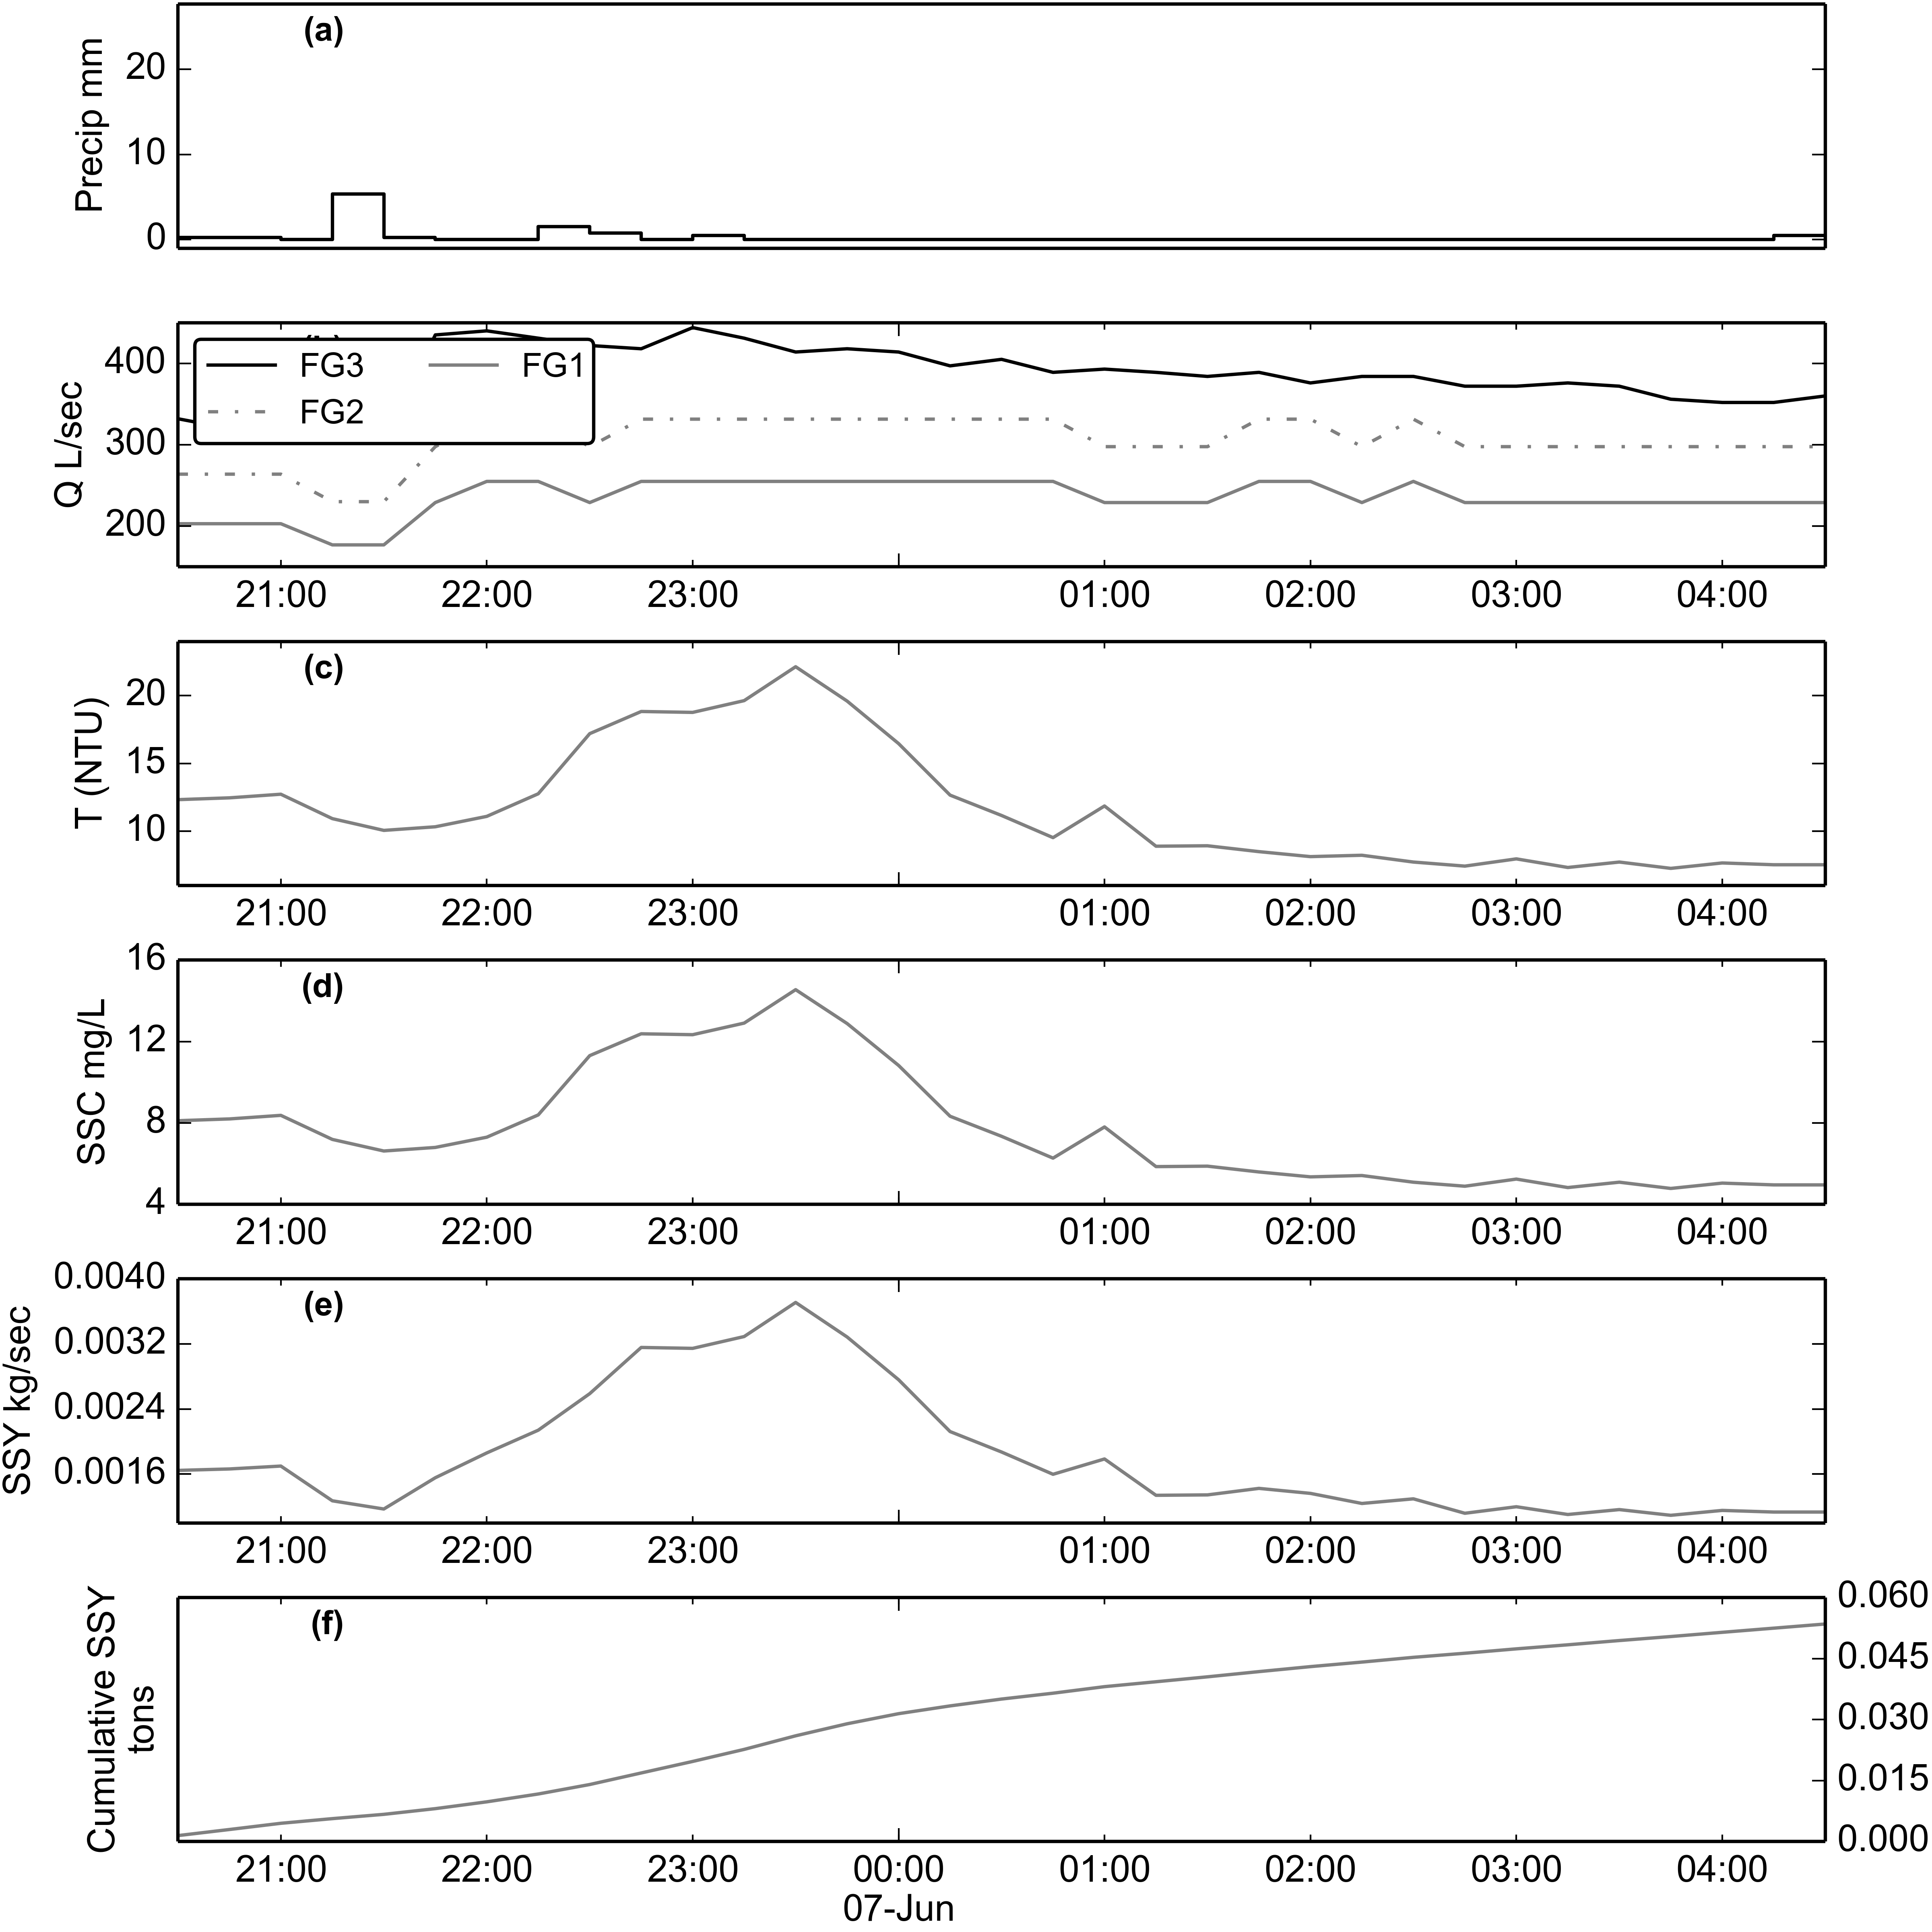 (a)
Precip mm
20
10
0
FG3 FG1
FG2
Q L/sec
400
300
200
21:00 22:00 23:00 01:00 02:00 03:00 04:00
(c)
T (NTU)
20
15
10
21:00 22:00 23:00 01:00 02:00 03:00 04:00
(d)
SSC mg/L
16
12
8
4
21:00 22:00 23:00 01:00 02:00 03:00 04:00
(e)
SSY kg/sec
0.0040
0.0032
0.0024
0.0016
21:00 22:00 23:00 01:00 02:00 03:00 04:00
(f)
Cumulative SSY
tons
0.060
0.045
0.030
0.015
0.000
21:00 22:00 23:00 00:00 01:00 02:00 03:00 04:00
07-Jun